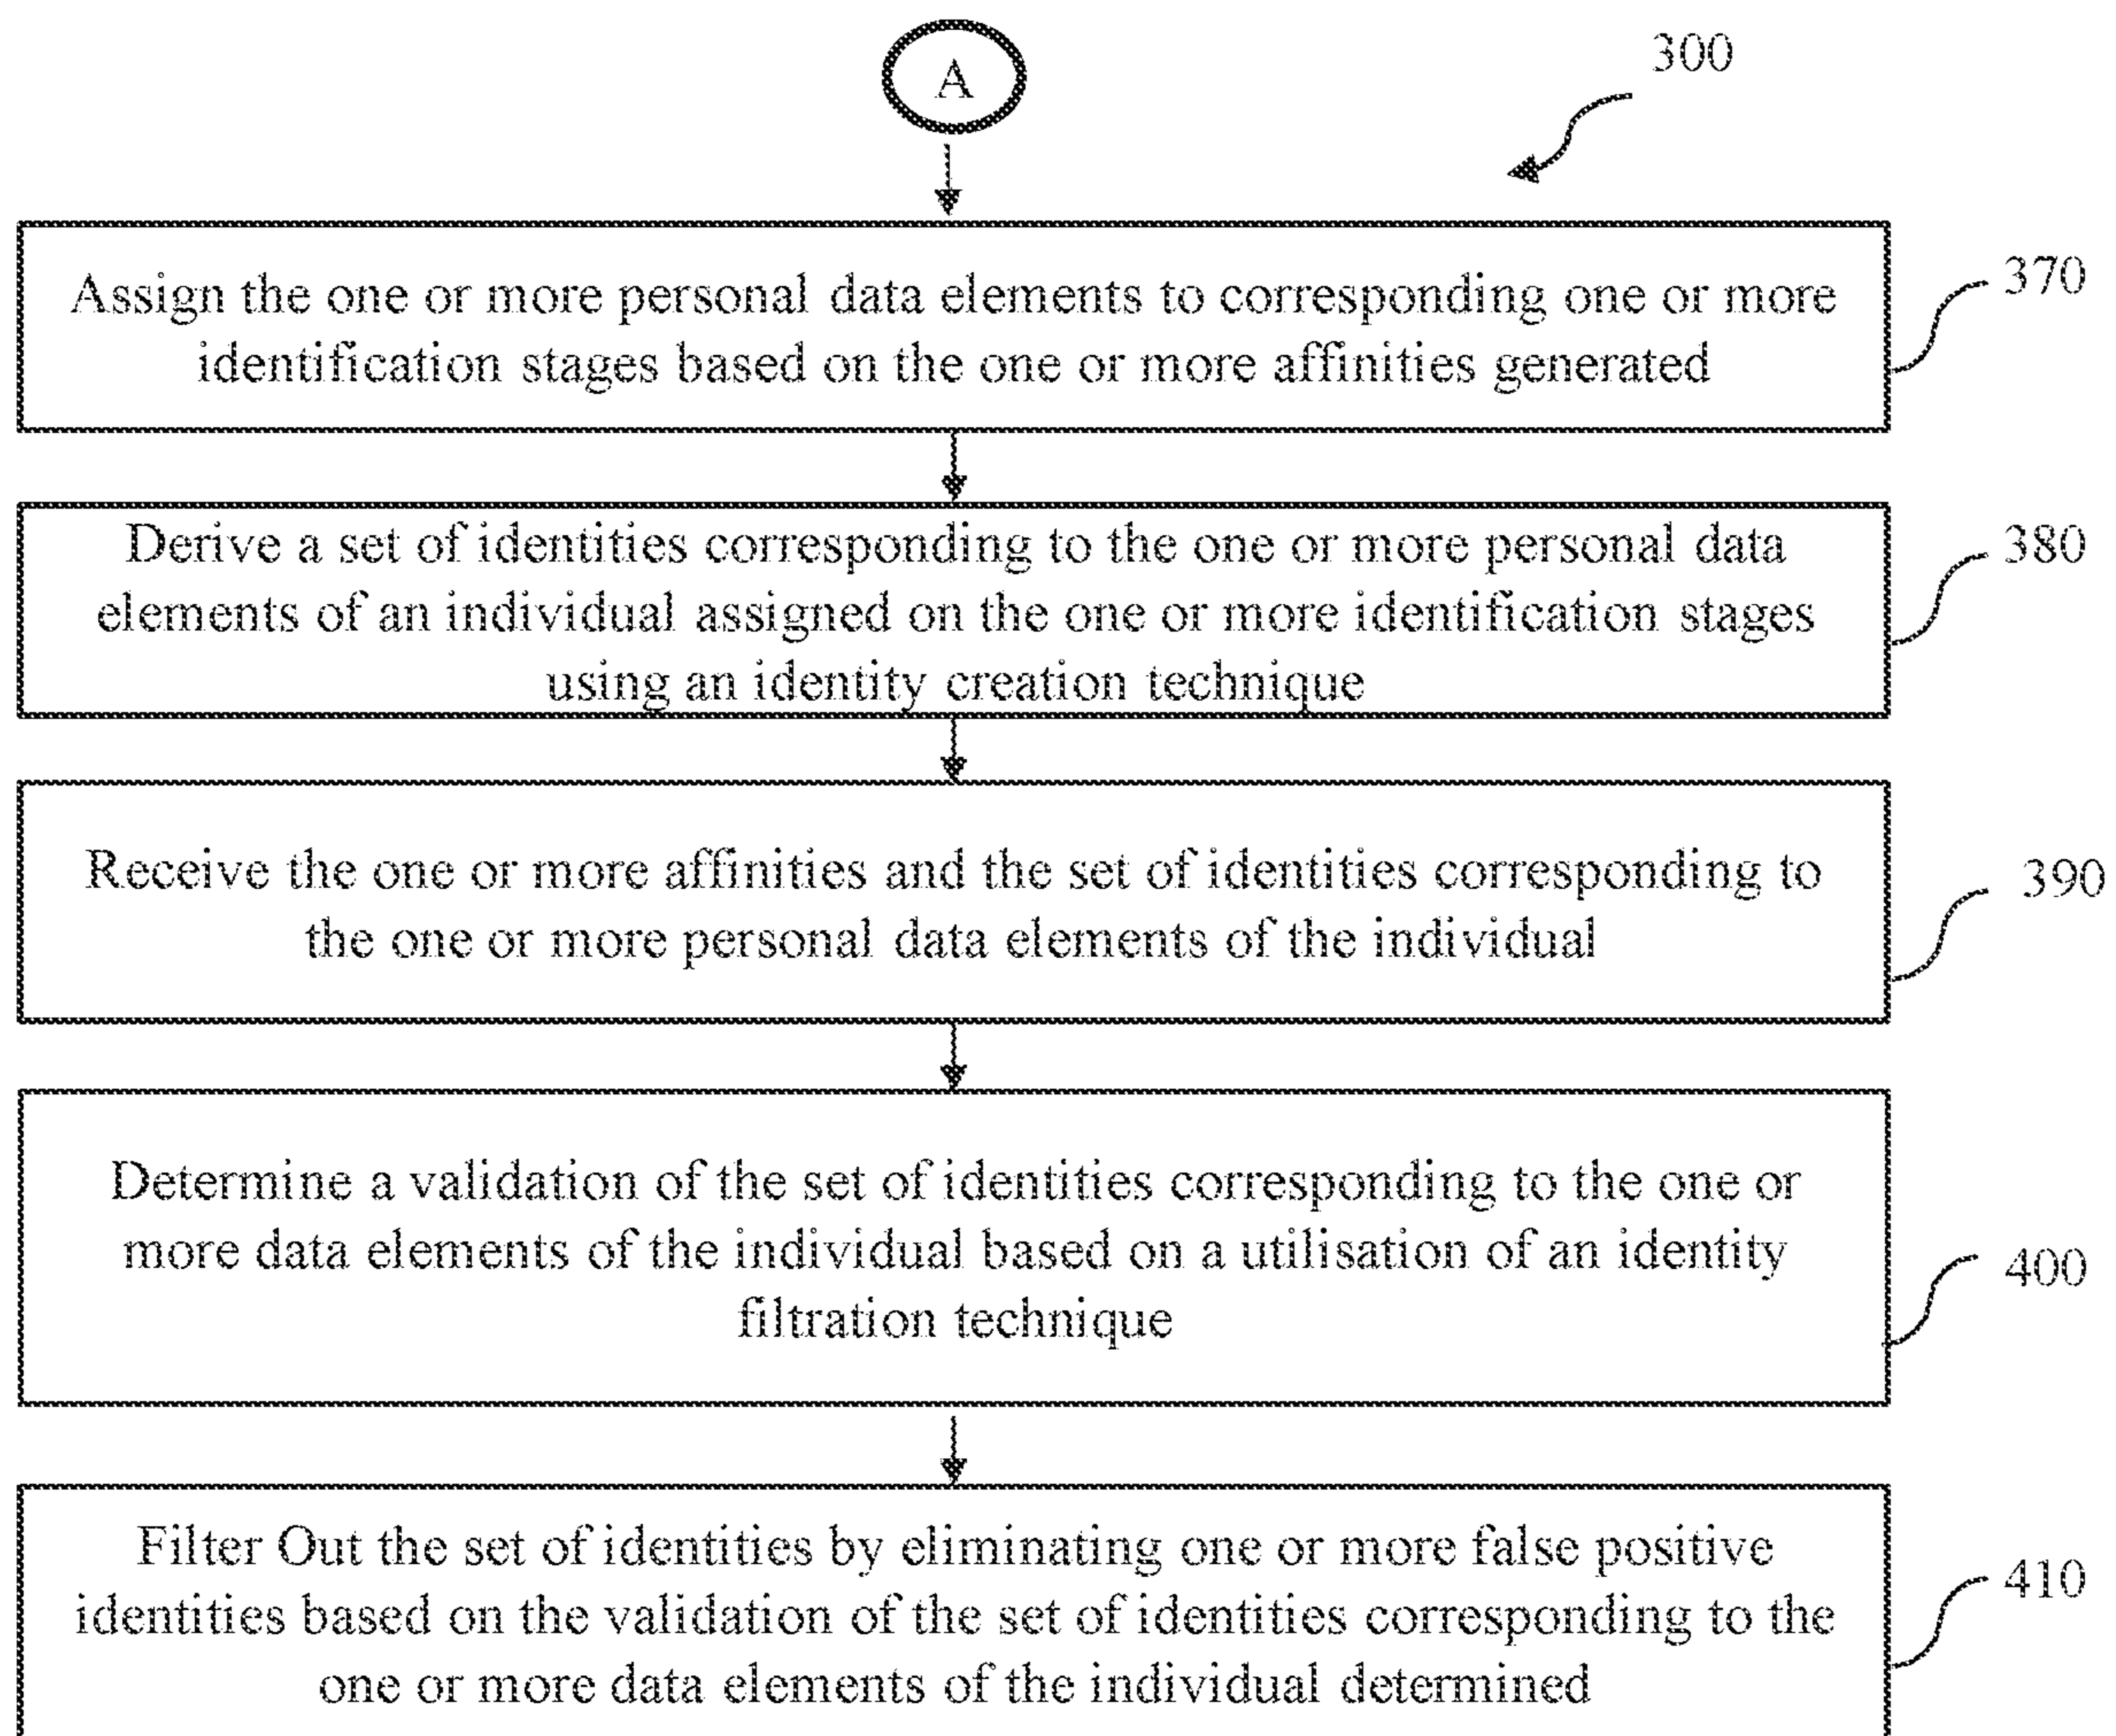 A
300
Assign the one or more personal data elements to corresponding one or more
identification stages based on the one or more affinities generated
370
Derive a set of identities corresponding to the one or more personal data
elements of an individual assigned on the one or more identification stages
using an identity creation technique
380
Receive the one or more affinities and the set of identities corresponding to
the one or more personal data elements of the individual
390
Determine a validation of the set of identities corresponding to the one or
more data elements of the individual based on a utilisation of an identity
filtration technique
400
Filter Out the set of identities by eliminating one or more false positive
identities based on the validation of the set of identities corresponding to the
one or more data elements of the individual determined
410